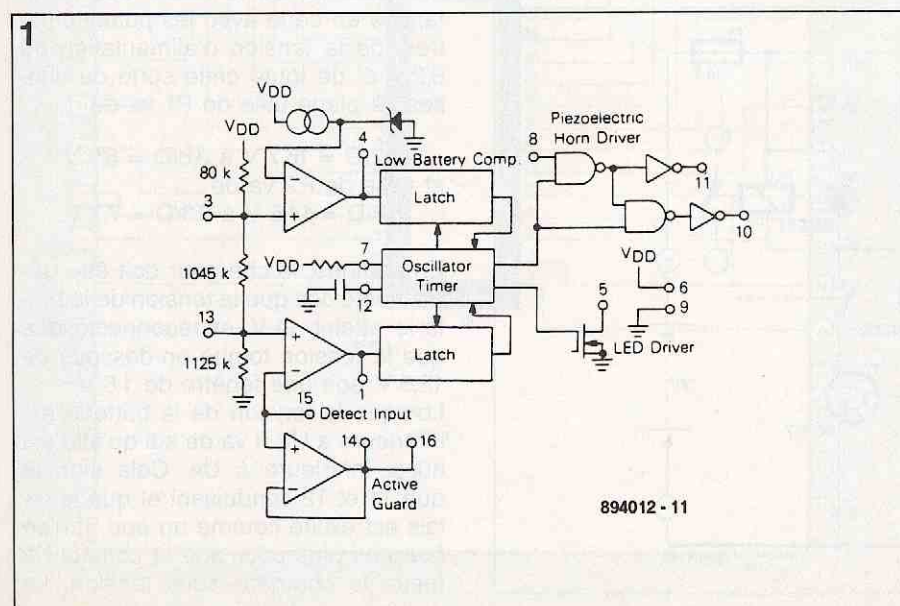 1
VDD
VDD
4
Low Battery Comp.
8
Piezoelectric
Horn Driver
80 k
−
+
Latch
11
3
10
VDD
7
Oscillator
Timer
VDD
1045 k
12
6
5
9
13
LED Driver
+
−
Latch
1125 k
1
15
Detect Input
14
16
+
−
Active
Guard
894012 - 11